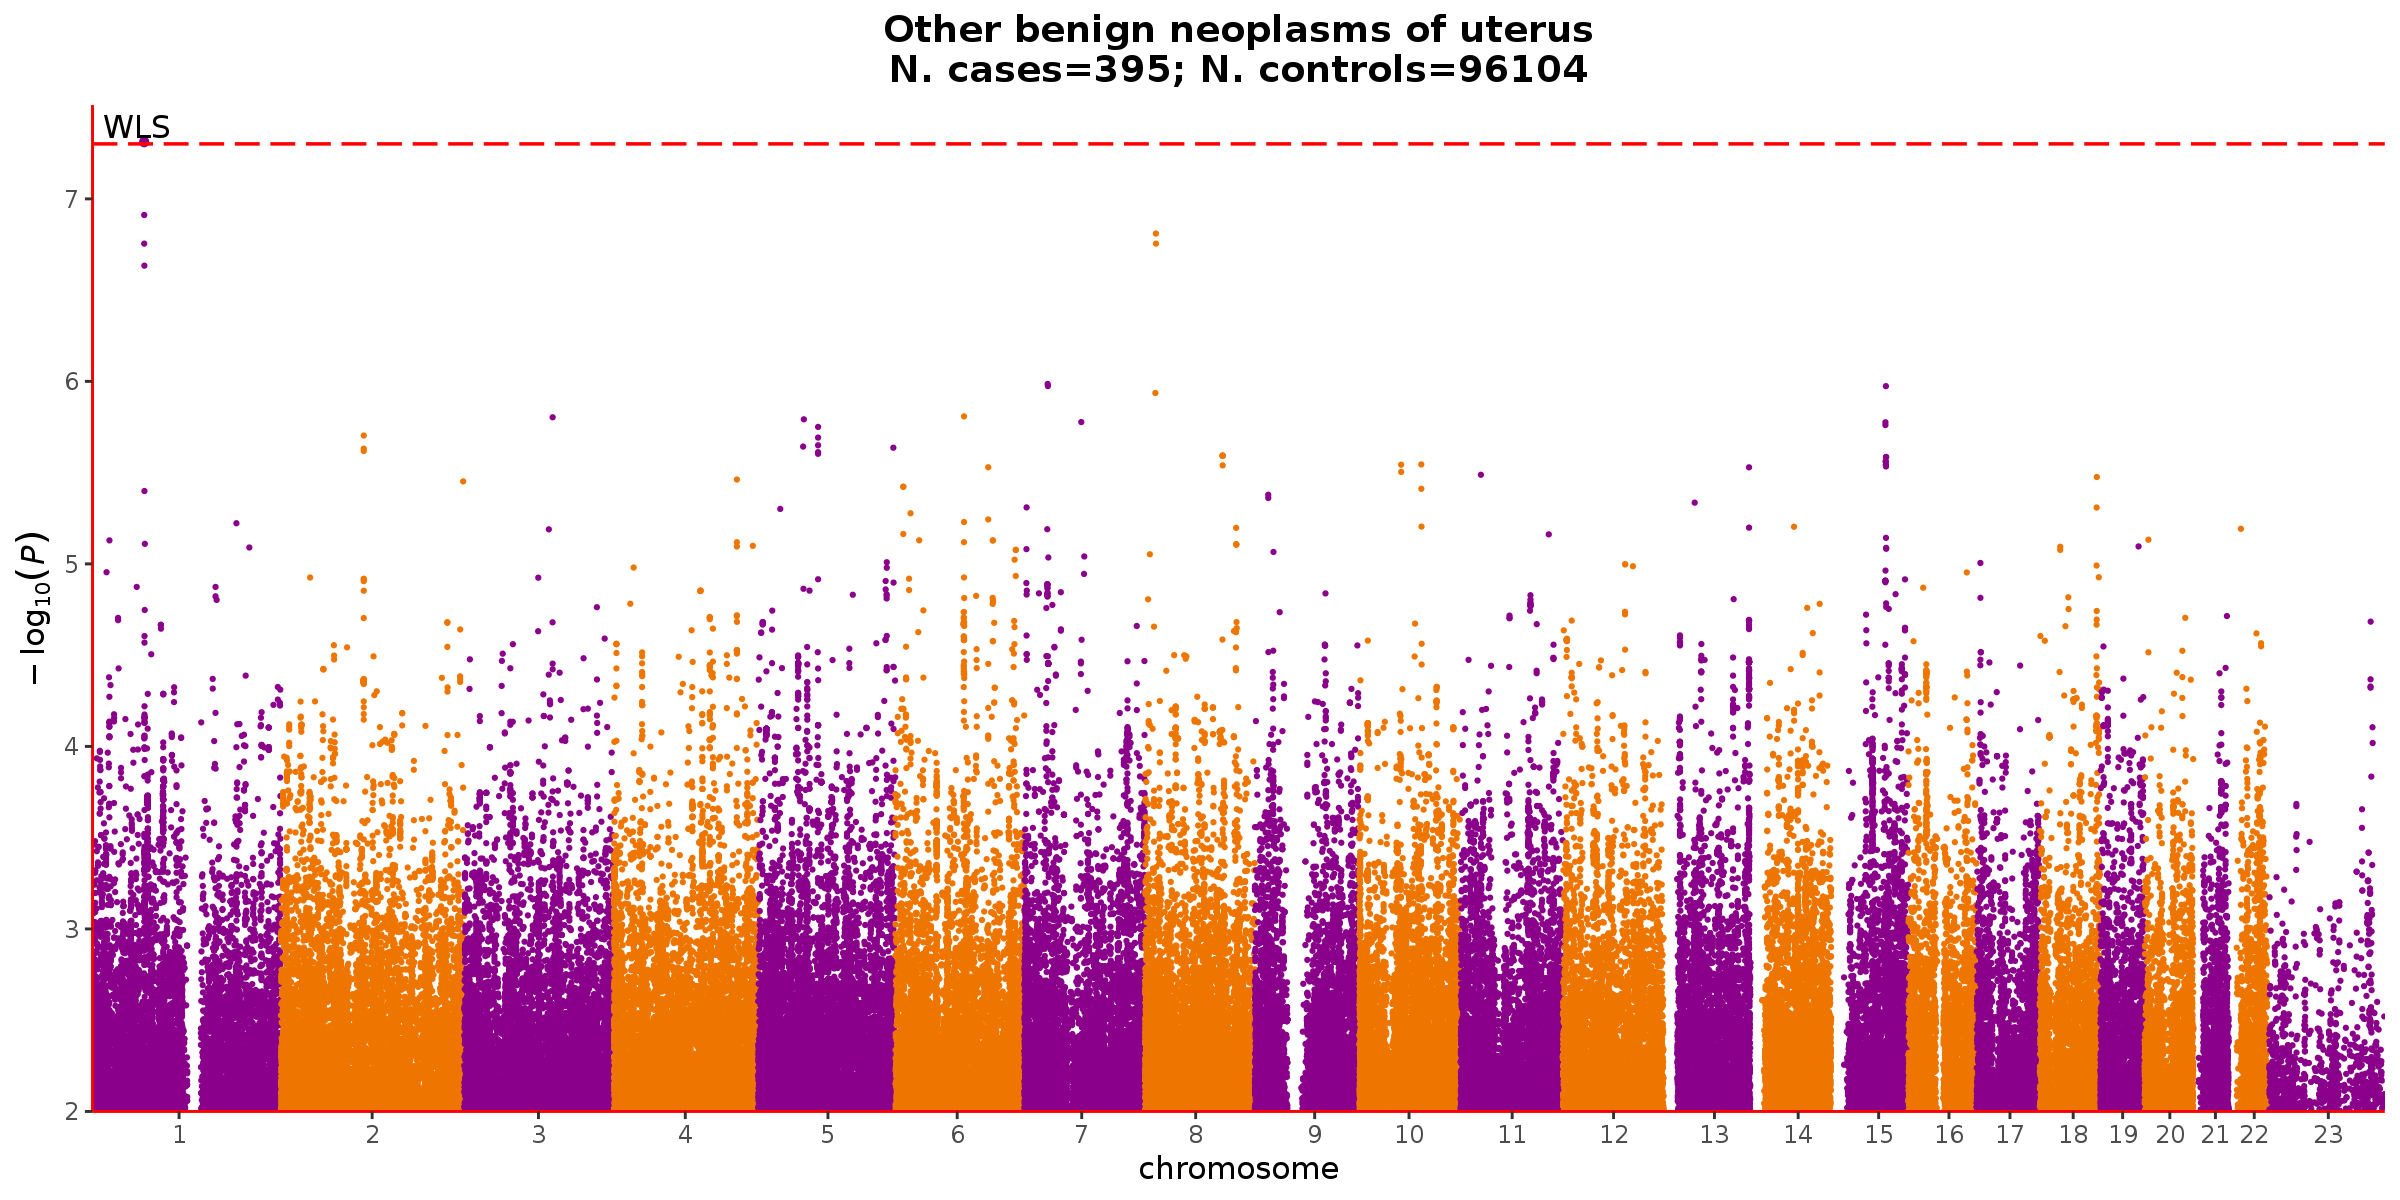 Other benign neoplasms of uterus
N. cases=395; N. controls=96104
WLS
7
6
5
4
3
2
−log₁₀(P)
1 2 3 4 5 6 7 8 9 10 11 12 13 14 15 16 17 18 19 20 21 22 23
chromosome